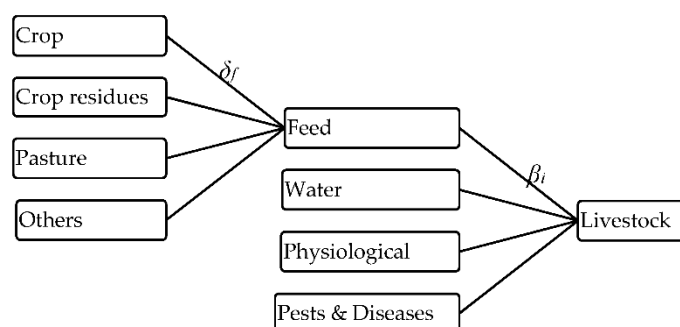 Crop
δf
Crop residues
Feed
Pasture
Water
βi
Others
Livestock
Physiological
Pests & Diseases